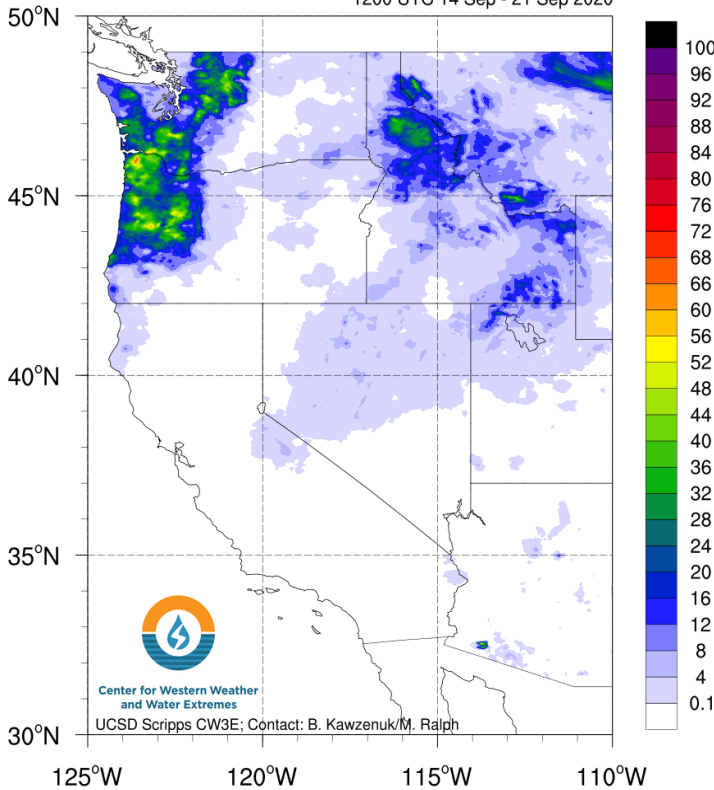 1200 UTC 14 Sep - 21 Sep 2020
50°N
45°N
40°N
35°N
30°N
125°W
120°W
115°W
110°W
100
96
92
88
84
80
76
72
68
66
60
56
52
48
44
40
36
32
28
24
20
16
12
8
4
0.1
Center for Western Weather
and Water Extremes
UCSD Scripps CW3E; Contact: B. Kawzenuk/M. Ralph